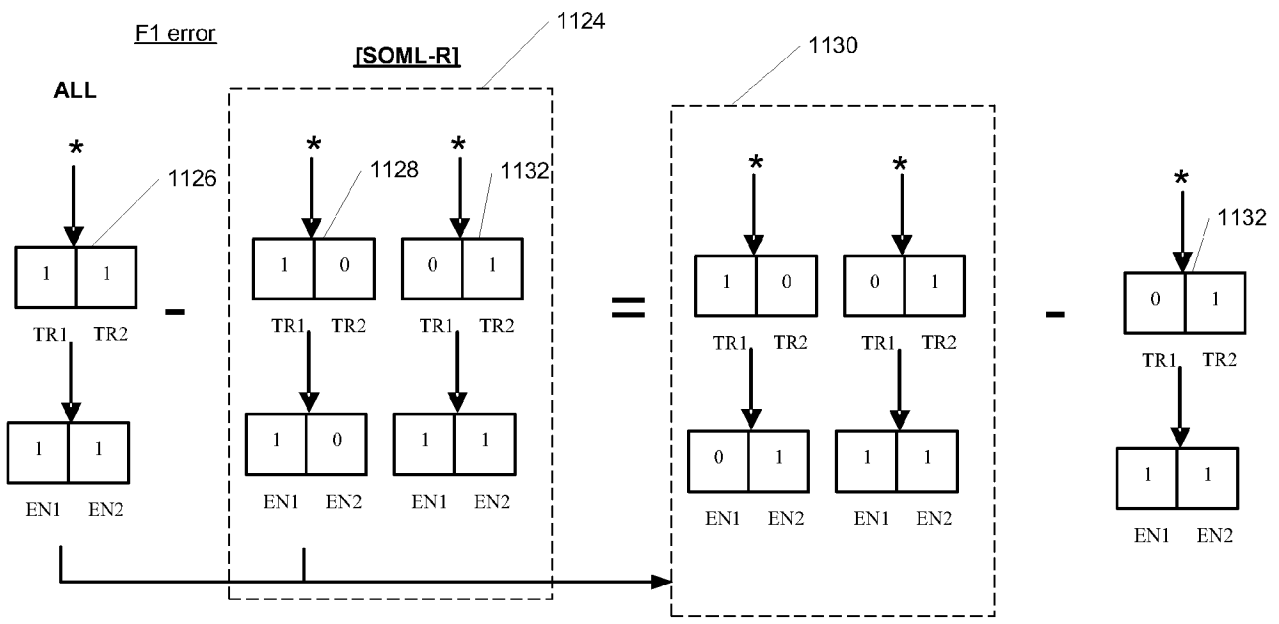 1124
F1 error
[SOML-R]
1130
ALL
* * * * * *
1126 1128 1132 1132
1 1 - 1 0 0 1 = 1 0 0 1 - 0 1
TR1 TR2 TR1 TR2 TR1 TR2 TR1 TR2 TR1 TR2 TR1 TR2
1 1 1 0 1 1 0 1 1 1 1 1
EN1 EN2 EN1 EN2 EN1 EN2 EN1 EN2 EN1 EN2 EN1 EN2